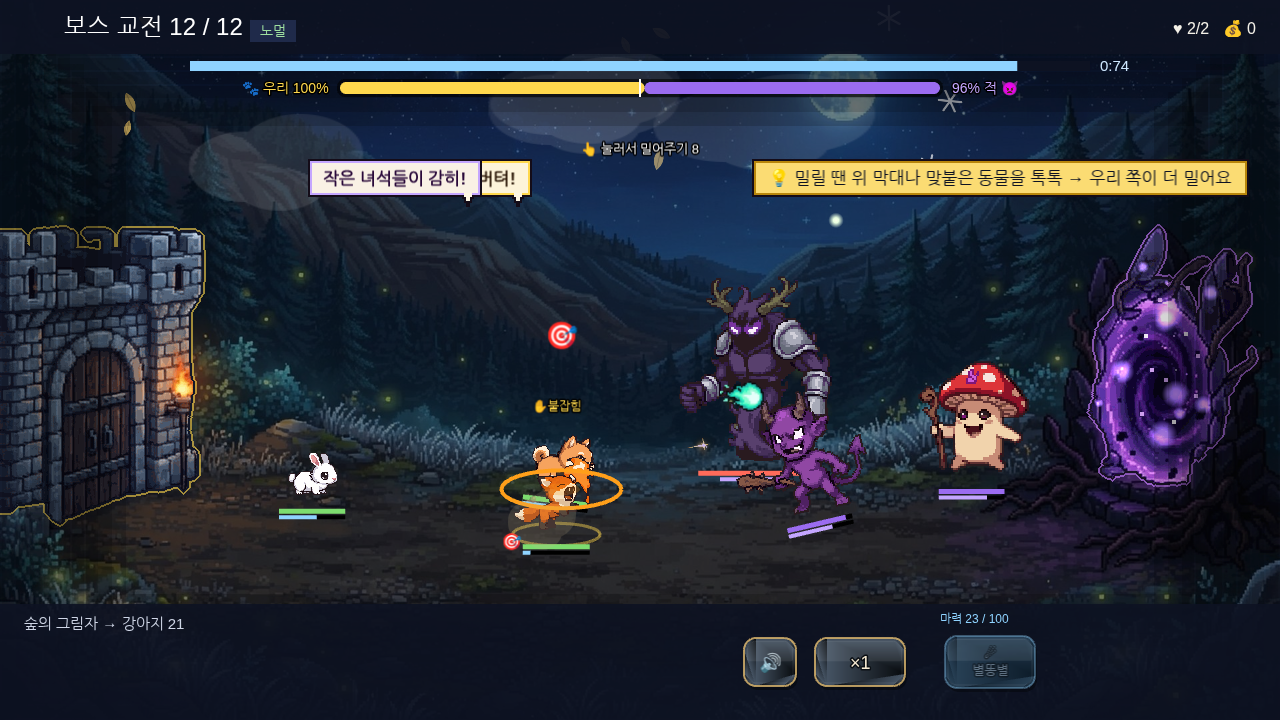 보스 교전 12 / 12
노멀
♥ 2/2 💰 0
0:74
🐾 우리 100%
96% 적 👿
👆 눌러서 밀어주기 8
작은 녀석들이 감히!
버텨!
💡 밀릴 땐 위 막대나 맞붙은 동물을 톡톡 → 우리 쪽이 더 밀어요
✋붙잡힘
숲의 그림자 → 강아지 21
마력 23 / 100
×1
별똥별